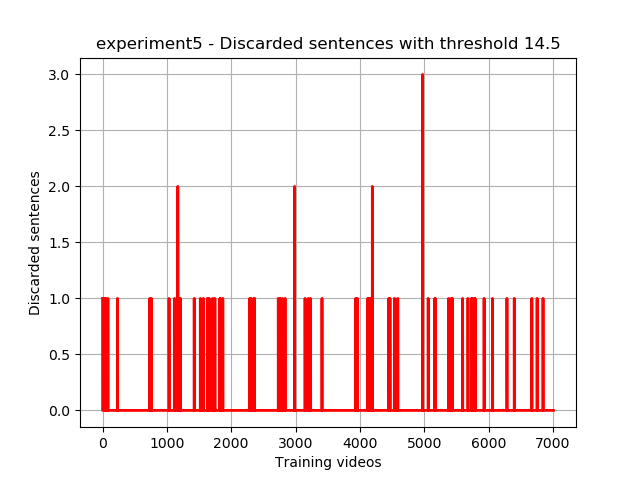 experiment5 - Discarded sentences with threshold 14.5
3.0
2.5
2.0
1.5
1.0
0.5
0.0
Discarded sentences
0 1000 2000 3000 4000 5000 6000 7000
Training videos